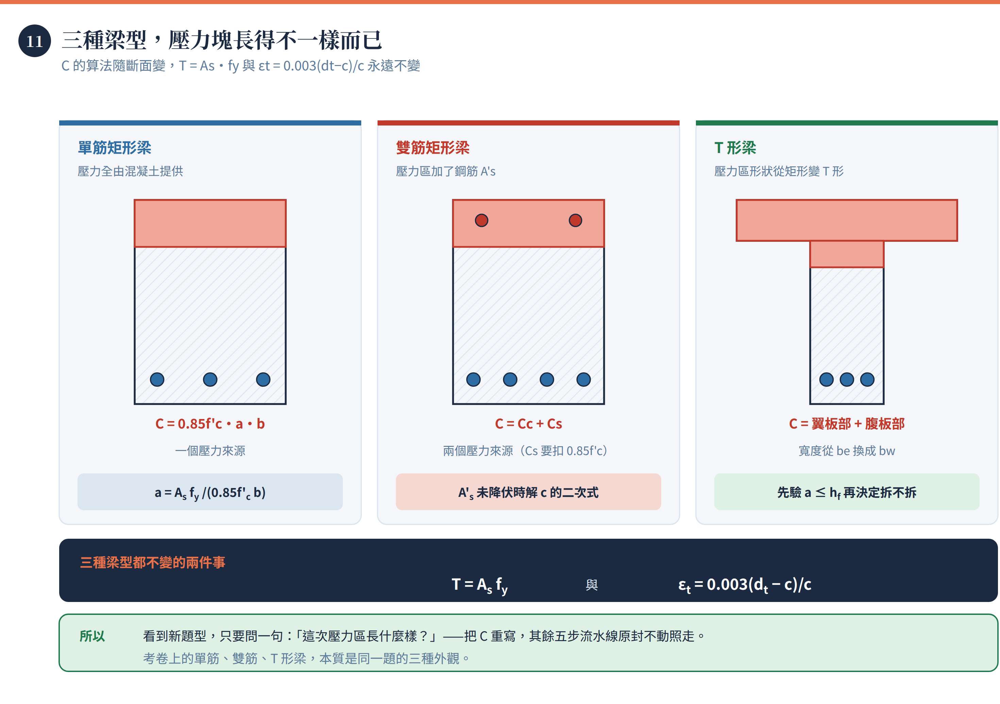 11
三種梁型，壓力塊長得不一樣而已
C 的算法隨斷面變，T = As・fy 與 εt = 0.003(dt−c)/c 永遠不變
單筋矩形梁
壓力全由混凝土提供
C = 0.85f'c・a・b
一個壓力來源
a = As fy /(0.85f'c b)
雙筋矩形梁
壓力區加了鋼筋 A's
C = Cc + Cs
兩個壓力來源（Cs 要扣 0.85f'c）
A's 未降伏時解 c 的二次式
T 形梁
壓力區形狀從矩形變 T 形
C = 翼板部 + 腹板部
寬度從 be 換成 bw
先驗 a ≤ hf 再決定拆不拆
三種梁型都不變的兩件事
T = As fy 與 εt = 0.003(dt − c)/c
所以 看到新題型，只要問一句：「這次壓力區長什麼樣？」——把 C 重寫，其餘五步流水線原封不動照走。
考卷上的單筋、雙筋、T 形梁，本質是同一題的三種外觀。